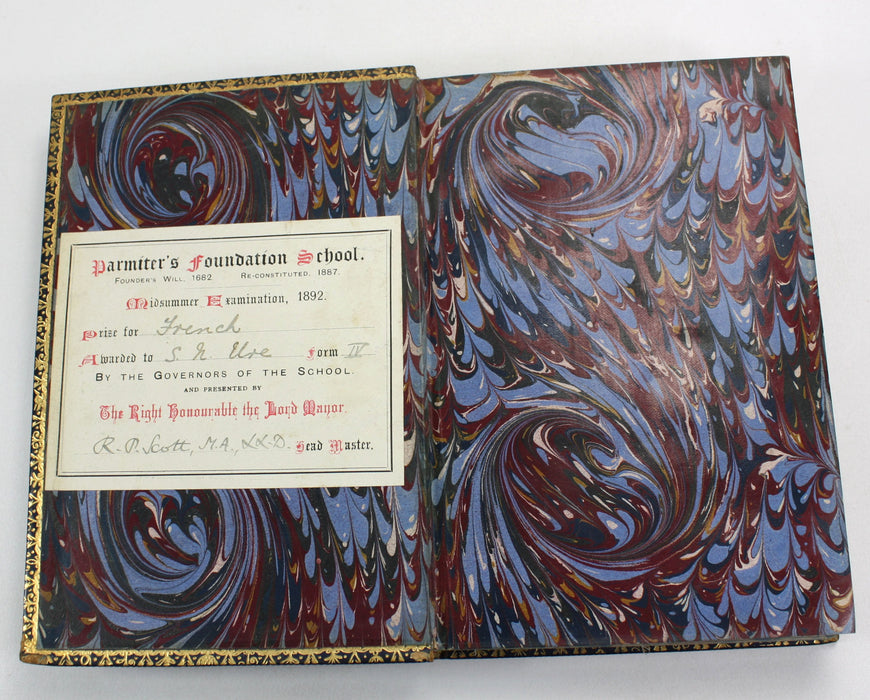 Parmiter's Foundation School.
Founder's Will, 1682. Re-constituted, 1887.
Midsummer Examination, 1892.
Prize for French
Awarded to S. N. Ure Form IV
By the Governors of the School.
AND PRESENTED BY
The Right Honourable the Lord Mayor.
R. P. Scott, M.A., LL.D. Head Master.